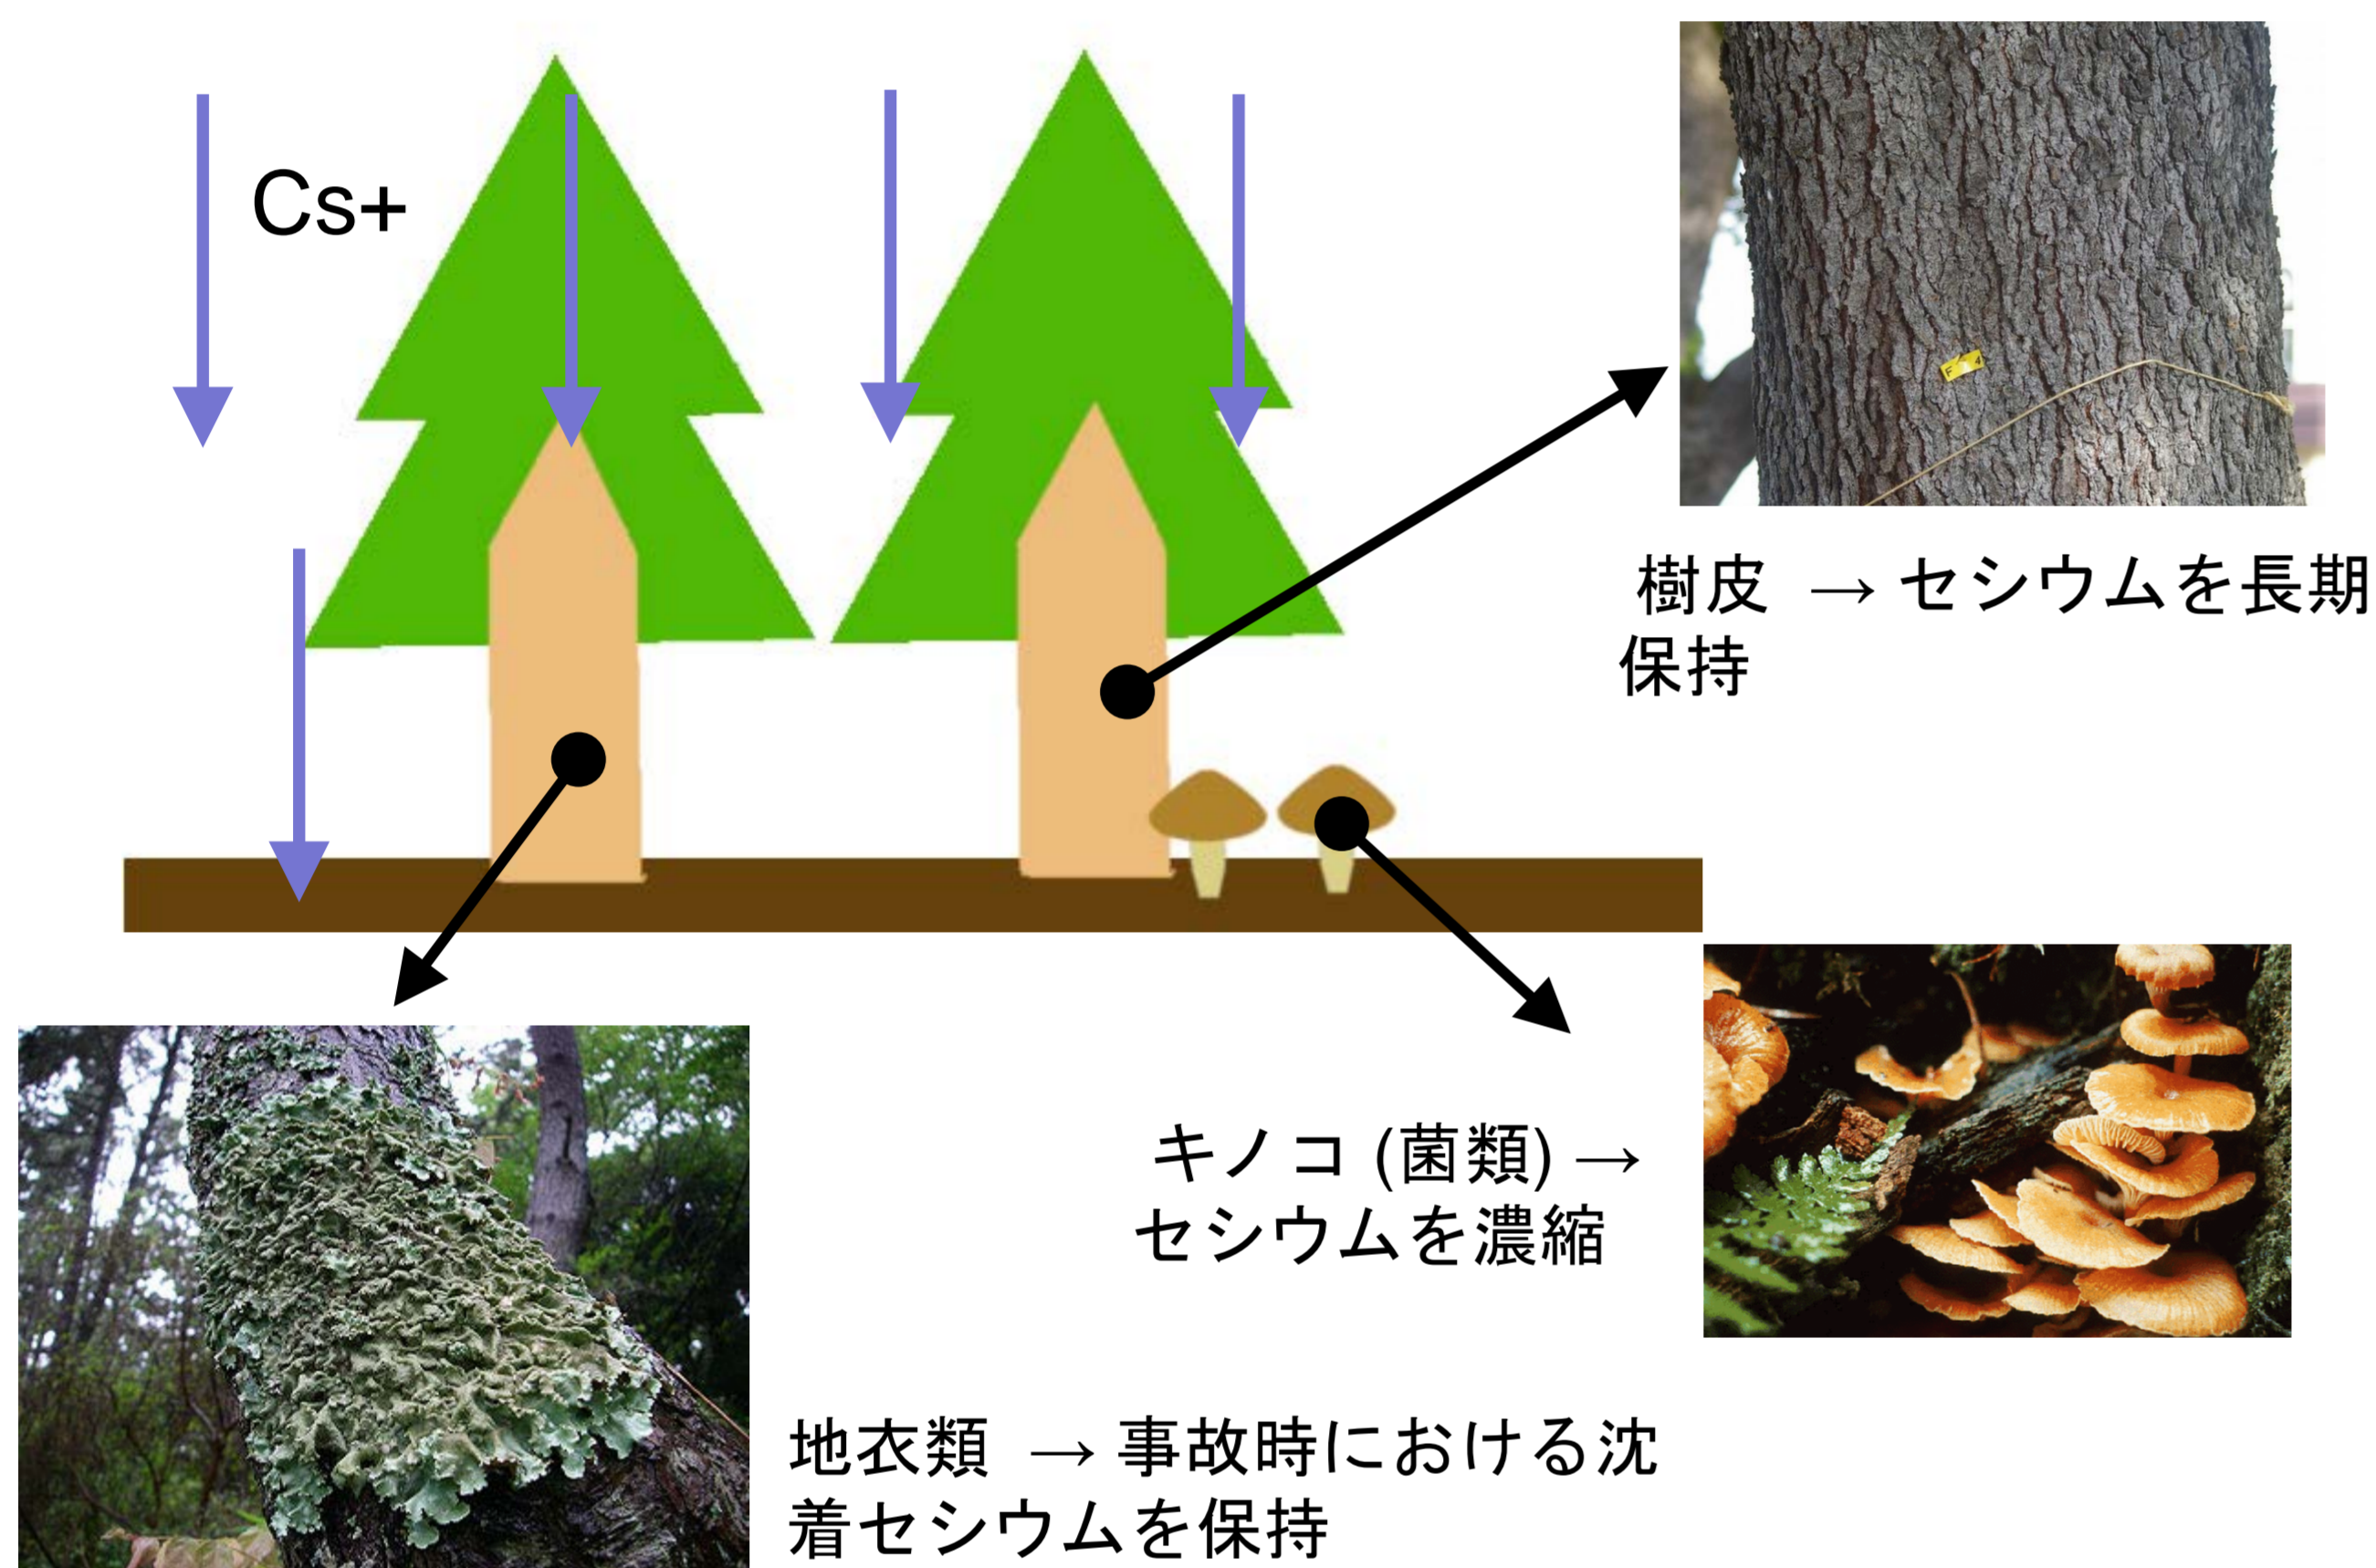 Cs+
樹皮 → セシウムを長期
保持
キノコ (菌類) →
セシウムを濃縮
地衣類 → 事故時における沈
着セシウムを保持
F 4